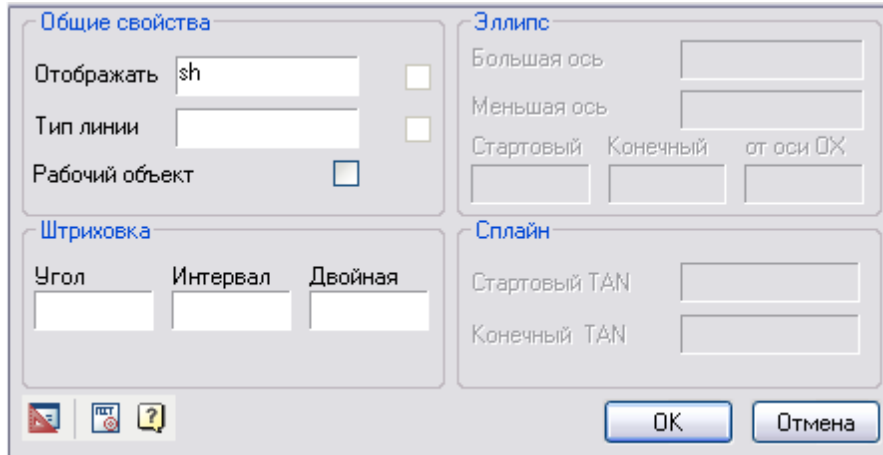 Общие свойства
Отображать sh
Тип линии
Рабочий объект
Эллипс
Большая ось
Меньшая ось
Стартовый Конечный от оси OX
Штриховка
Угол Интервал Двойная
Сплайн
Стартовый TAN
Конечный TAN
?
OK Отмена